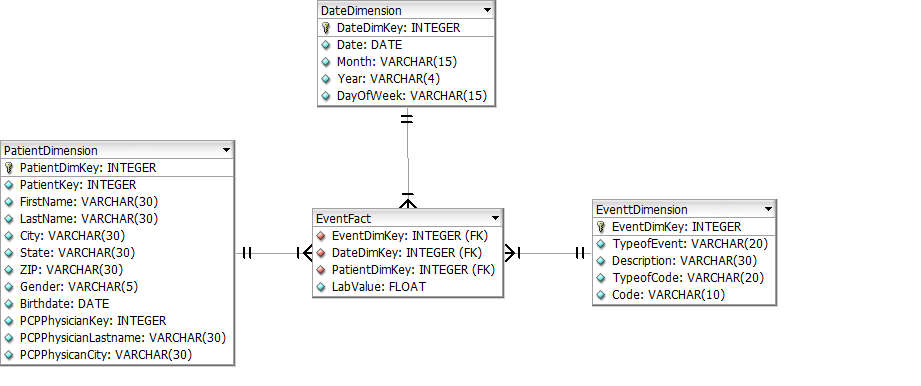 DateDimension
DateDimKey: INTEGER
Date: DATE
Month: VARCHAR(15)
Year: VARCHAR(4)
DayOfWeek: VARCHAR(15)
PatientDimension
PatientDimKey: INTEGER
PatientKey: INTEGER
FirstName: VARCHAR(30)
LastName: VARCHAR(30)
City: VARCHAR(30)
State: VARCHAR(30)
ZIP: VARCHAR(30)
Gender: VARCHAR(5)
Birthdate: DATE
PCPPhysicianKey: INTEGER
PCPPhysicianLastname: VARCHAR(30)
PCPPhysicanCity: VARCHAR(30)
EventFact
EventDimKey: INTEGER (FK)
DateDimKey: INTEGER (FK)
PatientDimKey: INTEGER (FK)
LabValue: FLOAT
EventtDimension
EventDimKey: INTEGER
TypeofEvent: VARCHAR(20)
Description: VARCHAR(30)
TypeofCode: VARCHAR(20)
Code: VARCHAR(10)